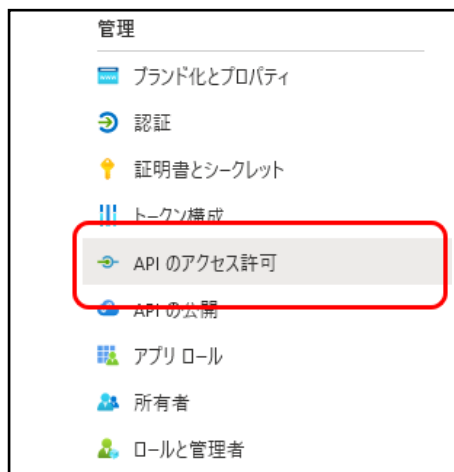 管理
ブランド化とプロパティ
認証
証明書とシークレット
トークン構成
API のアクセス許可
API の公開
アプリ ロール
所有者
ロールと管理者